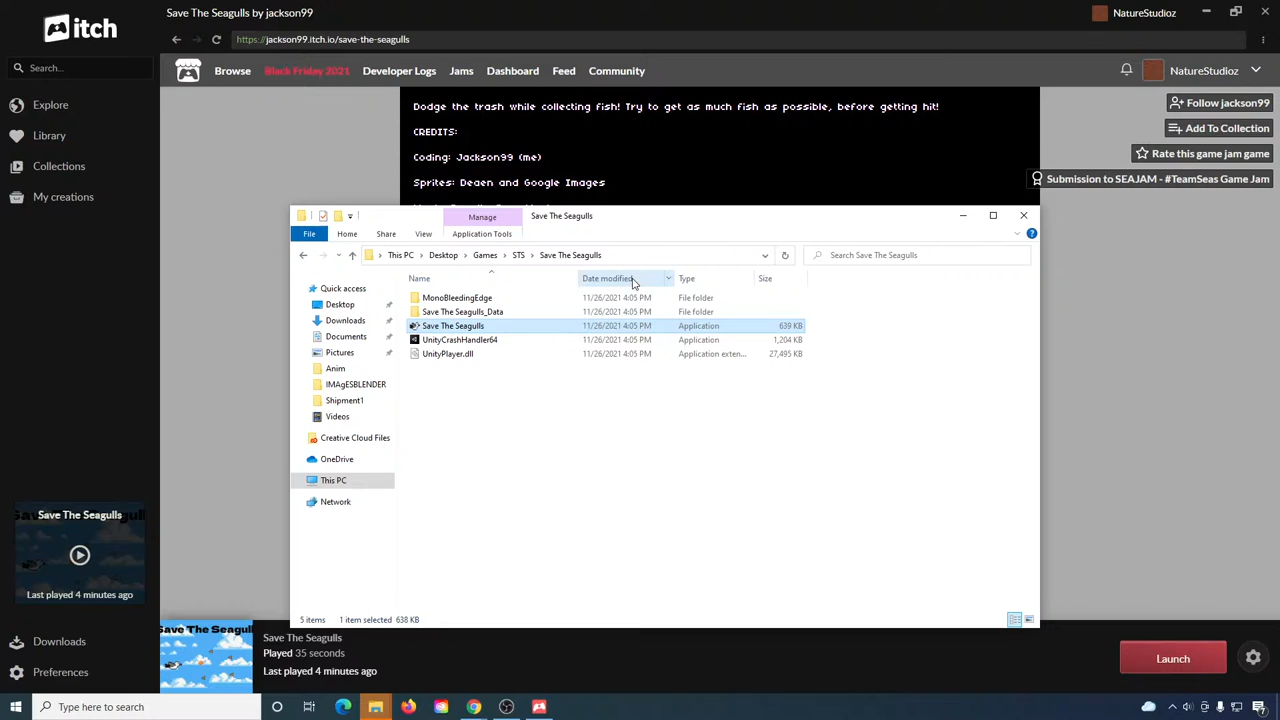 itch
Save The Seagulls by jackson99
NatureStudioz
https://jackson99.itch.io/save-the-seagulls
Search...
Browse
Black Friday 2021
Developer Logs
Jams
Dashboard
Feed
Community
NatureStudioz
Explore
Library
Collections
My creations
Dodge the trash while collecting fish! Try to get as much fish as possible, before getting hit!
CREDITS:
Coding: Jackson99 (me)
Sprites: Deaen and Google Images
Follow jackson99
Add To Collection
Rate this game jam game
Submission to SEAJAM - #TeamSeas Game Jam
Manage
Save The Seagulls
File
Home
Share
View
Application Tools
This PC
Desktop
Games
STS
Save The Seagulls
Search Save The Seagulls
Name
Date modified
Type
Size
MonoBleedingEdge 11/26/2021 4:05 PM File folder
Save The Seagulls_Data 11/26/2021 4:05 PM File folder
Save The Seagulls 11/26/2021 4:05 PM Application 639 KB
UnityCrashHandler64 11/26/2021 4:05 PM Application 1,204 KB
UnityPlayer.dll 11/26/2021 4:05 PM Application exten... 27,495 KB
Quick access
Desktop
Downloads
Documents
Pictures
Anim
IMAgESBLENDER
Shipment1
Videos
Creative Cloud Files
OneDrive
This PC
Network
5 items
1 item selected 638 KB
Save The Seagulls
Last played 4 minutes ago
Downloads
Preferences
Save The Seagull
Save The Seagulls
Played 35 seconds
Last played 4 minutes ago
Launch
Type here to search